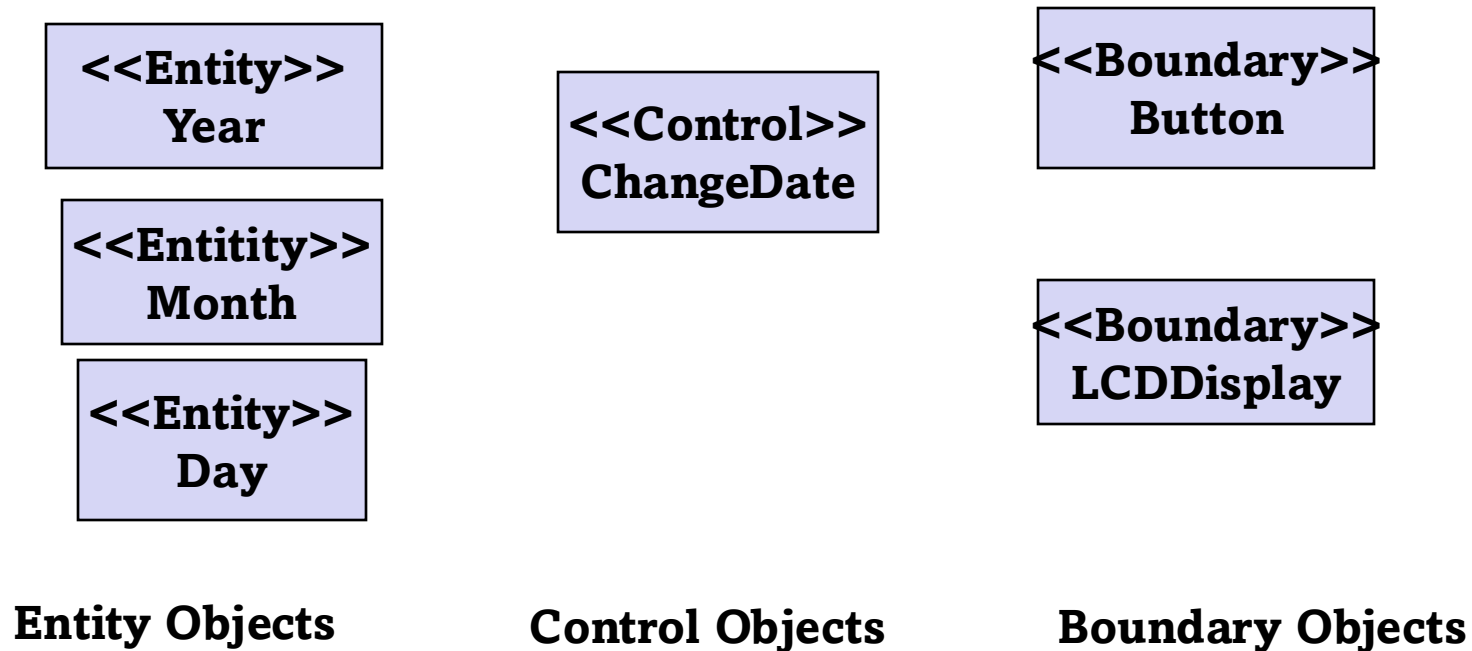 <<Entity>>
Year
<<Entitity>>
Month
<<Entity>>
Day
Entity Objects
<<Control>>
ChangeDate
Control Objects
<<Boundary>>
Button
<<Boundary>>
LCDDisplay
Boundary Objects